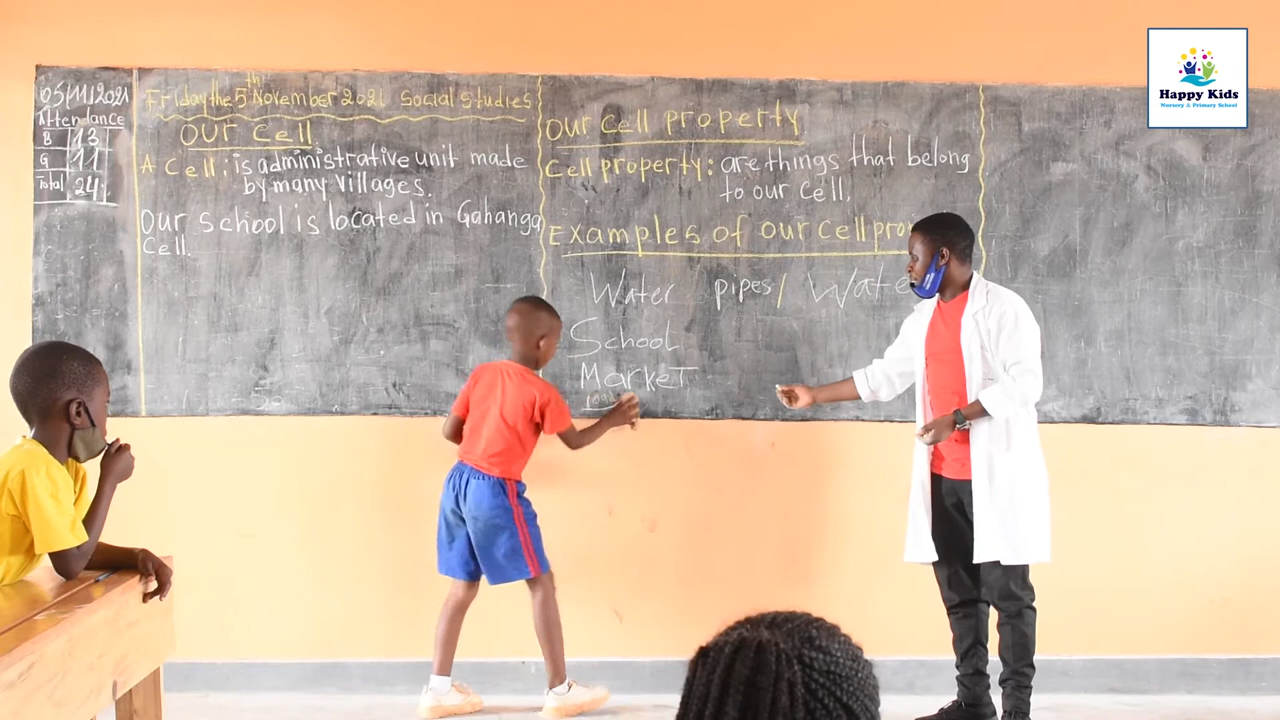 05/11/2021
Attendance
B 13
G 11
Total 24
Friday the 5th November 2021 Social Studies
Our Cell
A Cell: is administrative unit made
by many villages.
Our school is located in Gahanga
Cell.
Our Cell property
Cell property: are things that belong
to our Cell.
Examples of our Cell pro
Water pipes/ Wate
School
Market
Happy Kids
Nursery & Primary School